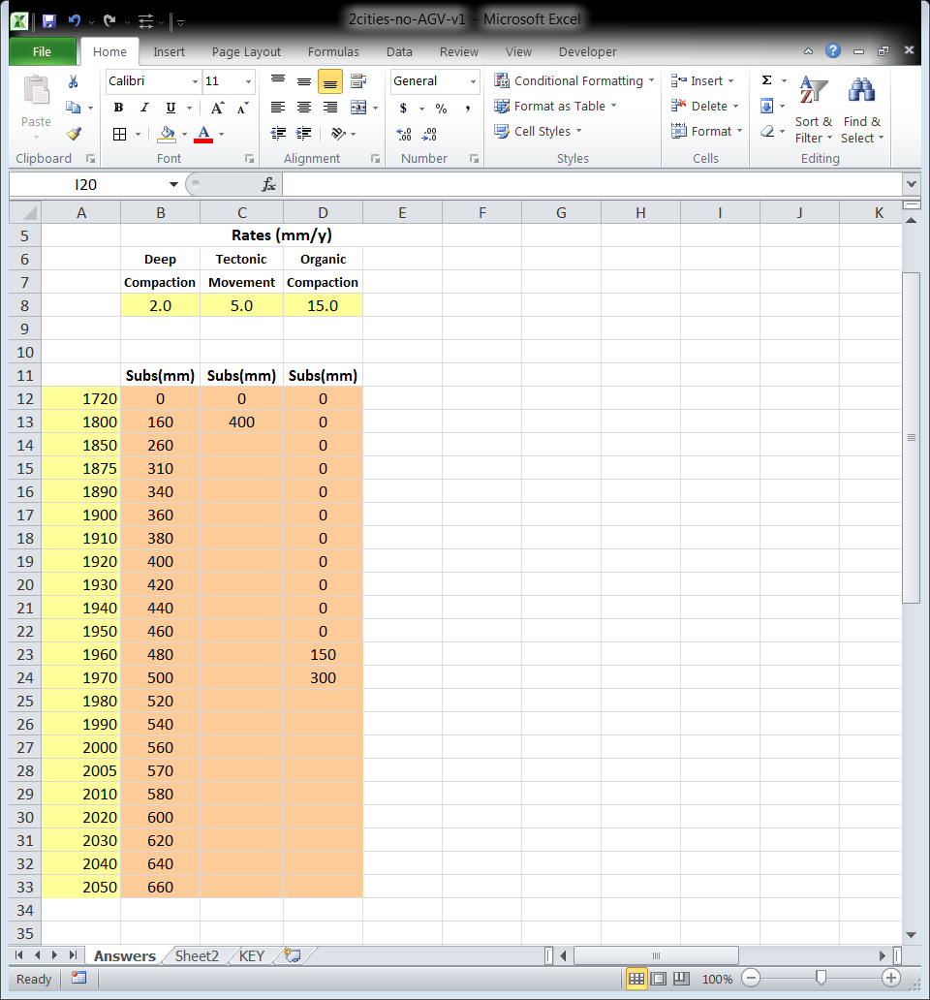 2cities-no-AGV-v1 - Microsoft Excel
File Home Insert Page Layout Formulas Data Review View Developer
Calibri 11 General Conditional Formatting Insert Σ
Paste B I U A A $ % , Format as Table Delete Sort & Filter Find & Select
A Cell Styles Format
Clipboard Font Alignment Number Styles Cells Editing
I20 fx
A B C D E F G H I J K
5 Rates (mm/y)
6 Deep Tectonic Organic
7 Compaction Movement Compaction
8 2.0 5.0 15.0
9
10
11 Subs(mm) Subs(mm) Subs(mm)
12 1720 0 0 0
13 1800 160 400 0
14 1850 260 0
15 1875 310 0
16 1890 340 0
17 1900 360 0
18 1910 380 0
19 1920 400 0
20 1930 420 0
21 1940 440 0
22 1950 460 0
23 1960 480 150
24 1970 500 300
25 1980 520
26 1990 540
27 2000 560
28 2005 570
29 2010 580
30 2020 600
31 2030 620
32 2040 640
33 2050 660
34
35
Answers Sheet2 KEY
Ready 100%